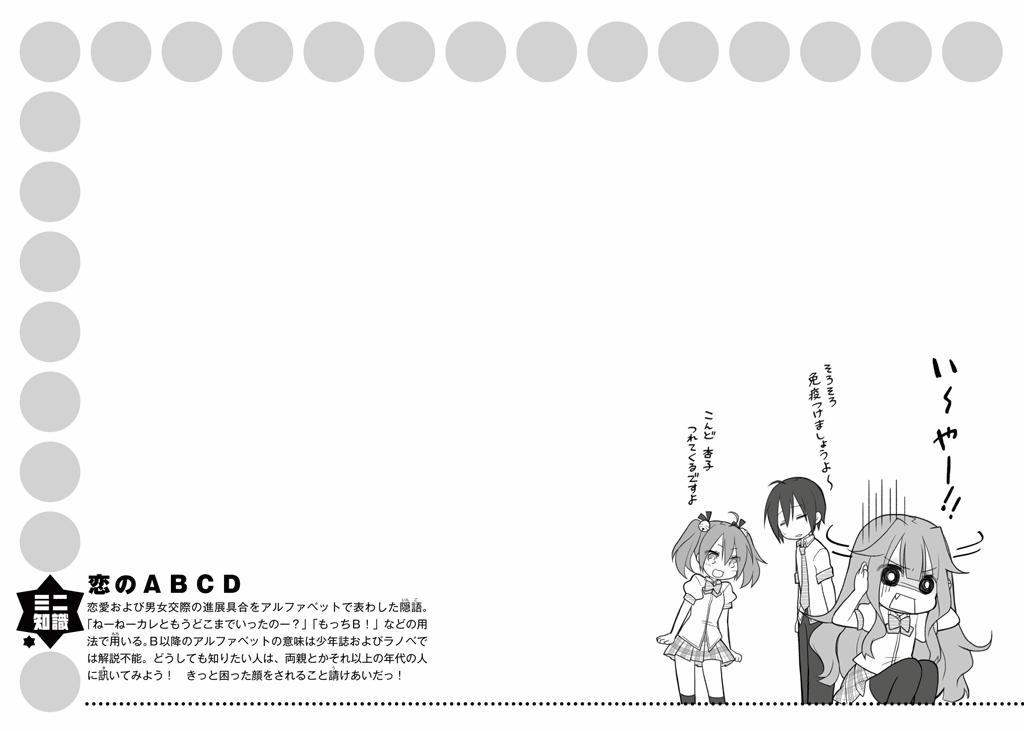 い～やー!!
そろそろ
免疫つけましょうよ～
こんど 杏子
つれてくるですよ
ミニ
知識
恋のＡＢＣＤ
恋愛および男女交際の進展具合をアルファベットで表わした隠語。
「ねーねーカレともうどこまでいったのー？」「もっちＢ！」などの用
法で用いる。Ｂ以降のアルファベットの意味は少年誌およびラノベで
は解説不能。どうしても知りたい人は、両親とかそれ以上の年代の人
に訊いてみよう！　きっと困った顔をされること請けあいだっ！